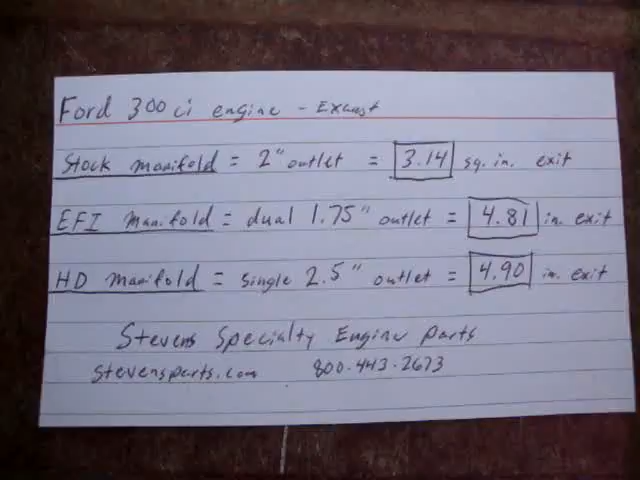 Ford 300 ci engine - Exaust
Stock manifold = 2" outlet = 3.14 sq. in. exit
EFI Manifold = dual 1.75" outlet = 4.81 in. exit
HD manifold = single 2.5" outlet = 4.90 in. exit
Stevens Specialty Engine Parts
stevensparts.com 800.443.2673